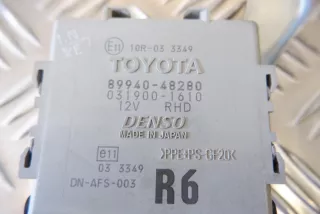 E11 10R-03 3349
TOYOTA
89940-48280
031900-1610
12V RHD
DENSO
MADE IN JAPAN
e11 >PPE+PS-GF20<
03 3349
DN-AFS-003 R6